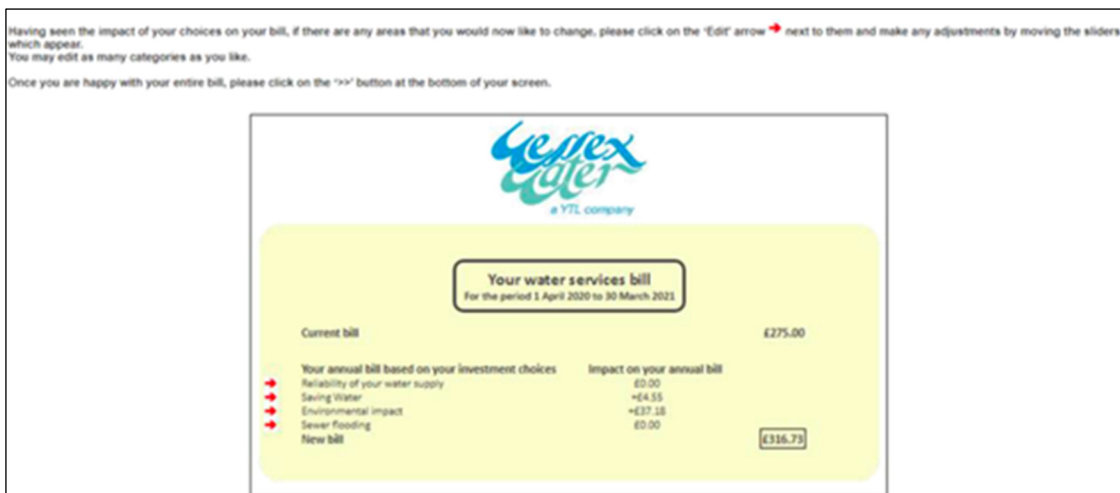 Having seen the impact of your choices on your bill, if there are any areas that you would now like to change, please click on the 'Edit' arrow next to them and make any adjustments by moving the sliders
which appear.
You may edit as many categories as you like.
Once you are happy with your entire bill, please click on the '>>' button at the bottom of your screen.
Wessex
Water
a YTL company
Your water services bill
For the period 1 April 2020 to 30 March 2021
Current bill £275.00
Your annual bill based on your investment choices Impact on your annual bill
Reliability of your water supply £0.00
Saving Water +£4.55
Environmental impact +£37.18
Sewer flooding £0.00
New bill £316.73